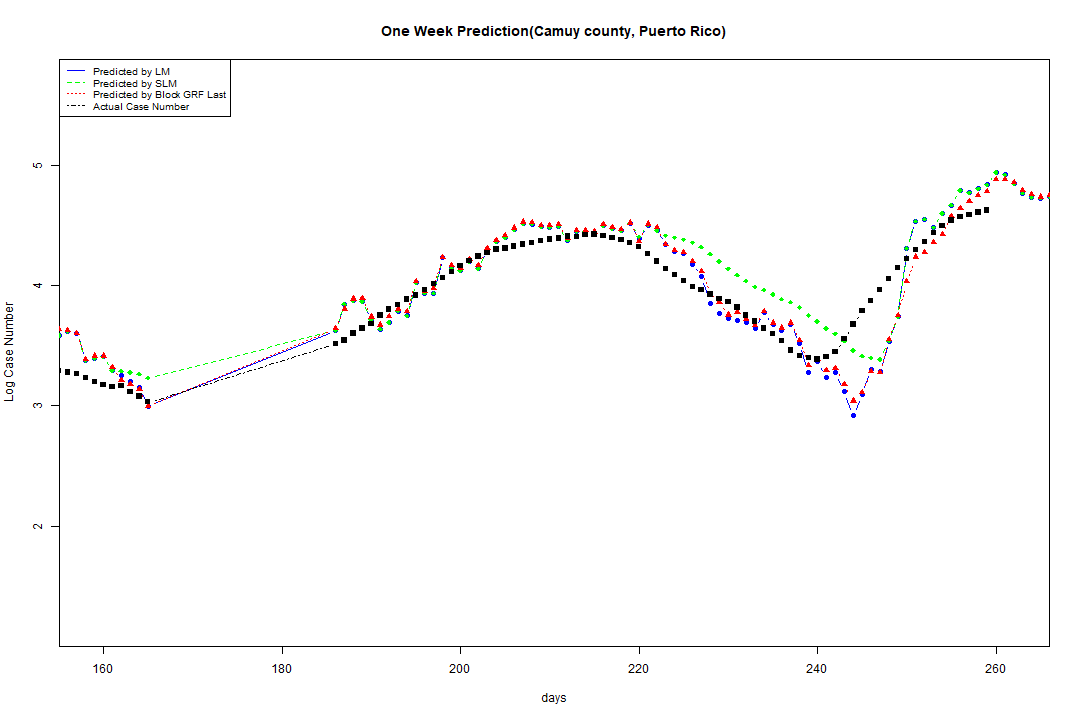 One Week Prediction(Camuy county, Puerto Rico)
Predicted by LM
Predicted by SLM
Predicted by Block GRF Last
Actual Case Number
5
4
3
2
Log Case Number
160 180 200 220 240 260
days